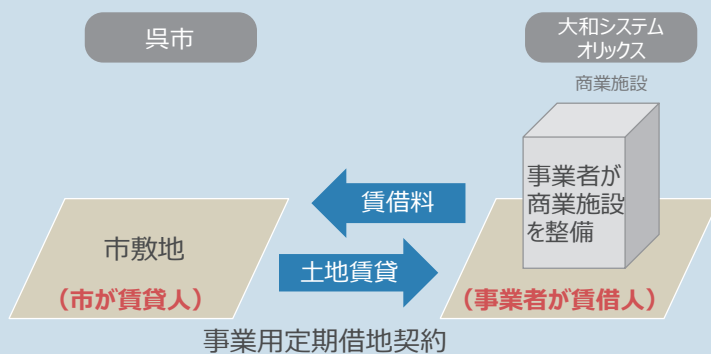 呉市
大和システム
オリックス
商業施設
事業者が
商業施設
を整備
賃借料
市敷地
土地賃貸
（市が賃貸人）
（事業者が賃借人）
事業用定期借地契約